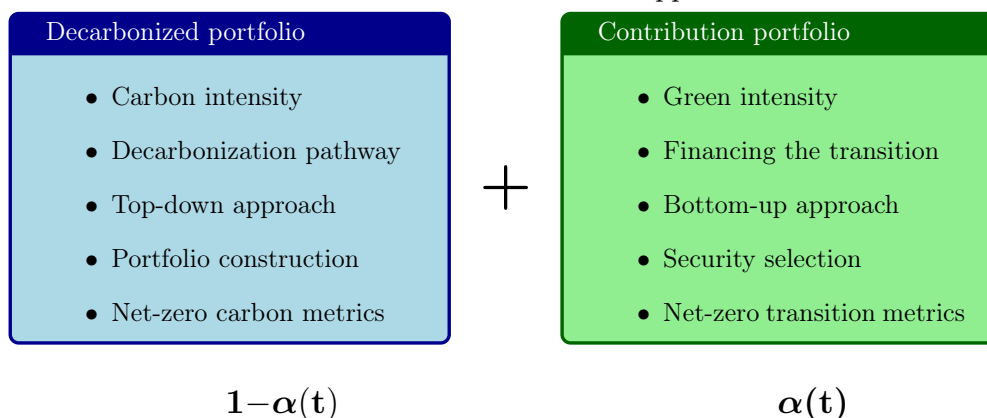 Decarbonized portfolio
• Carbon intensity
• Decarbonization pathway
• Top-down approach
• Portfolio construction
• Net-zero carbon metrics
+
Contribution portfolio
• Green intensity
• Financing the transition
• Bottom-up approach
• Security selection
• Net-zero transition metrics
1−α(t)
α(t)